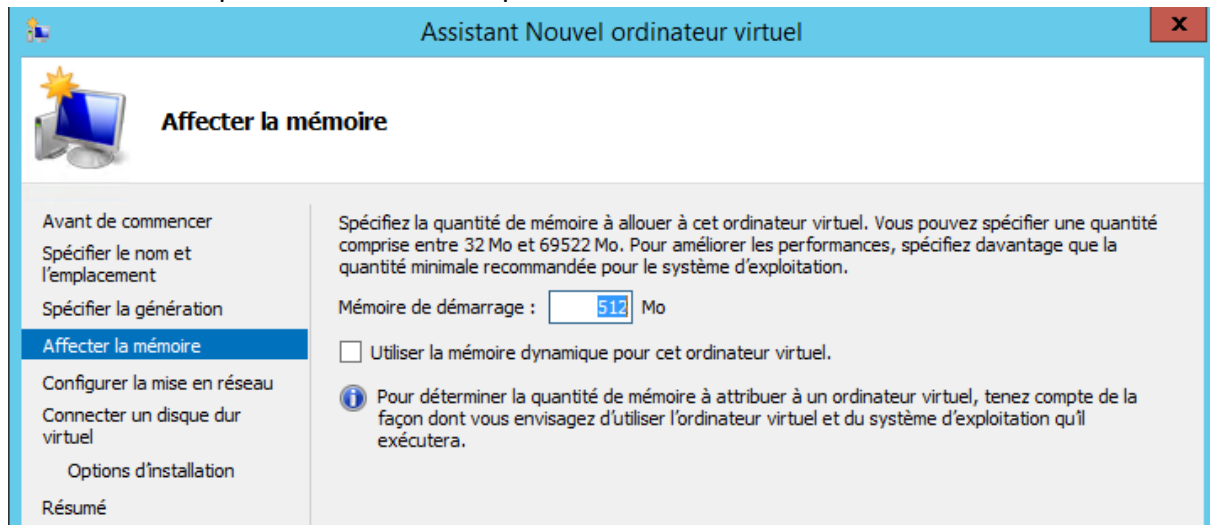 Assistant Nouvel ordinateur virtuel
X
Affecter la mémoire
Avant de commencer
Spécifier le nom et
l'emplacement
Spécifier la génération
Affecter la mémoire
Configurer la mise en réseau
Connecter un disque dur
virtuel
Options d'installation
Résumé
Spécifiez la quantité de mémoire à allouer à cet ordinateur virtuel. Vous pouvez spécifier une quantité
comprise entre 32 Mo et 69522 Mo. Pour améliorer les performances, spécifiez davantage que la
quantité minimale recommandée pour le système d'exploitation.
Mémoire de démarrage : 512 Mo
Utiliser la mémoire dynamique pour cet ordinateur virtuel.
Pour déterminer la quantité de mémoire à attribuer à un ordinateur virtuel, tenez compte de la
façon dont vous envisagez d'utiliser l'ordinateur virtuel et du système d'exploitation qu'il
exécutera.